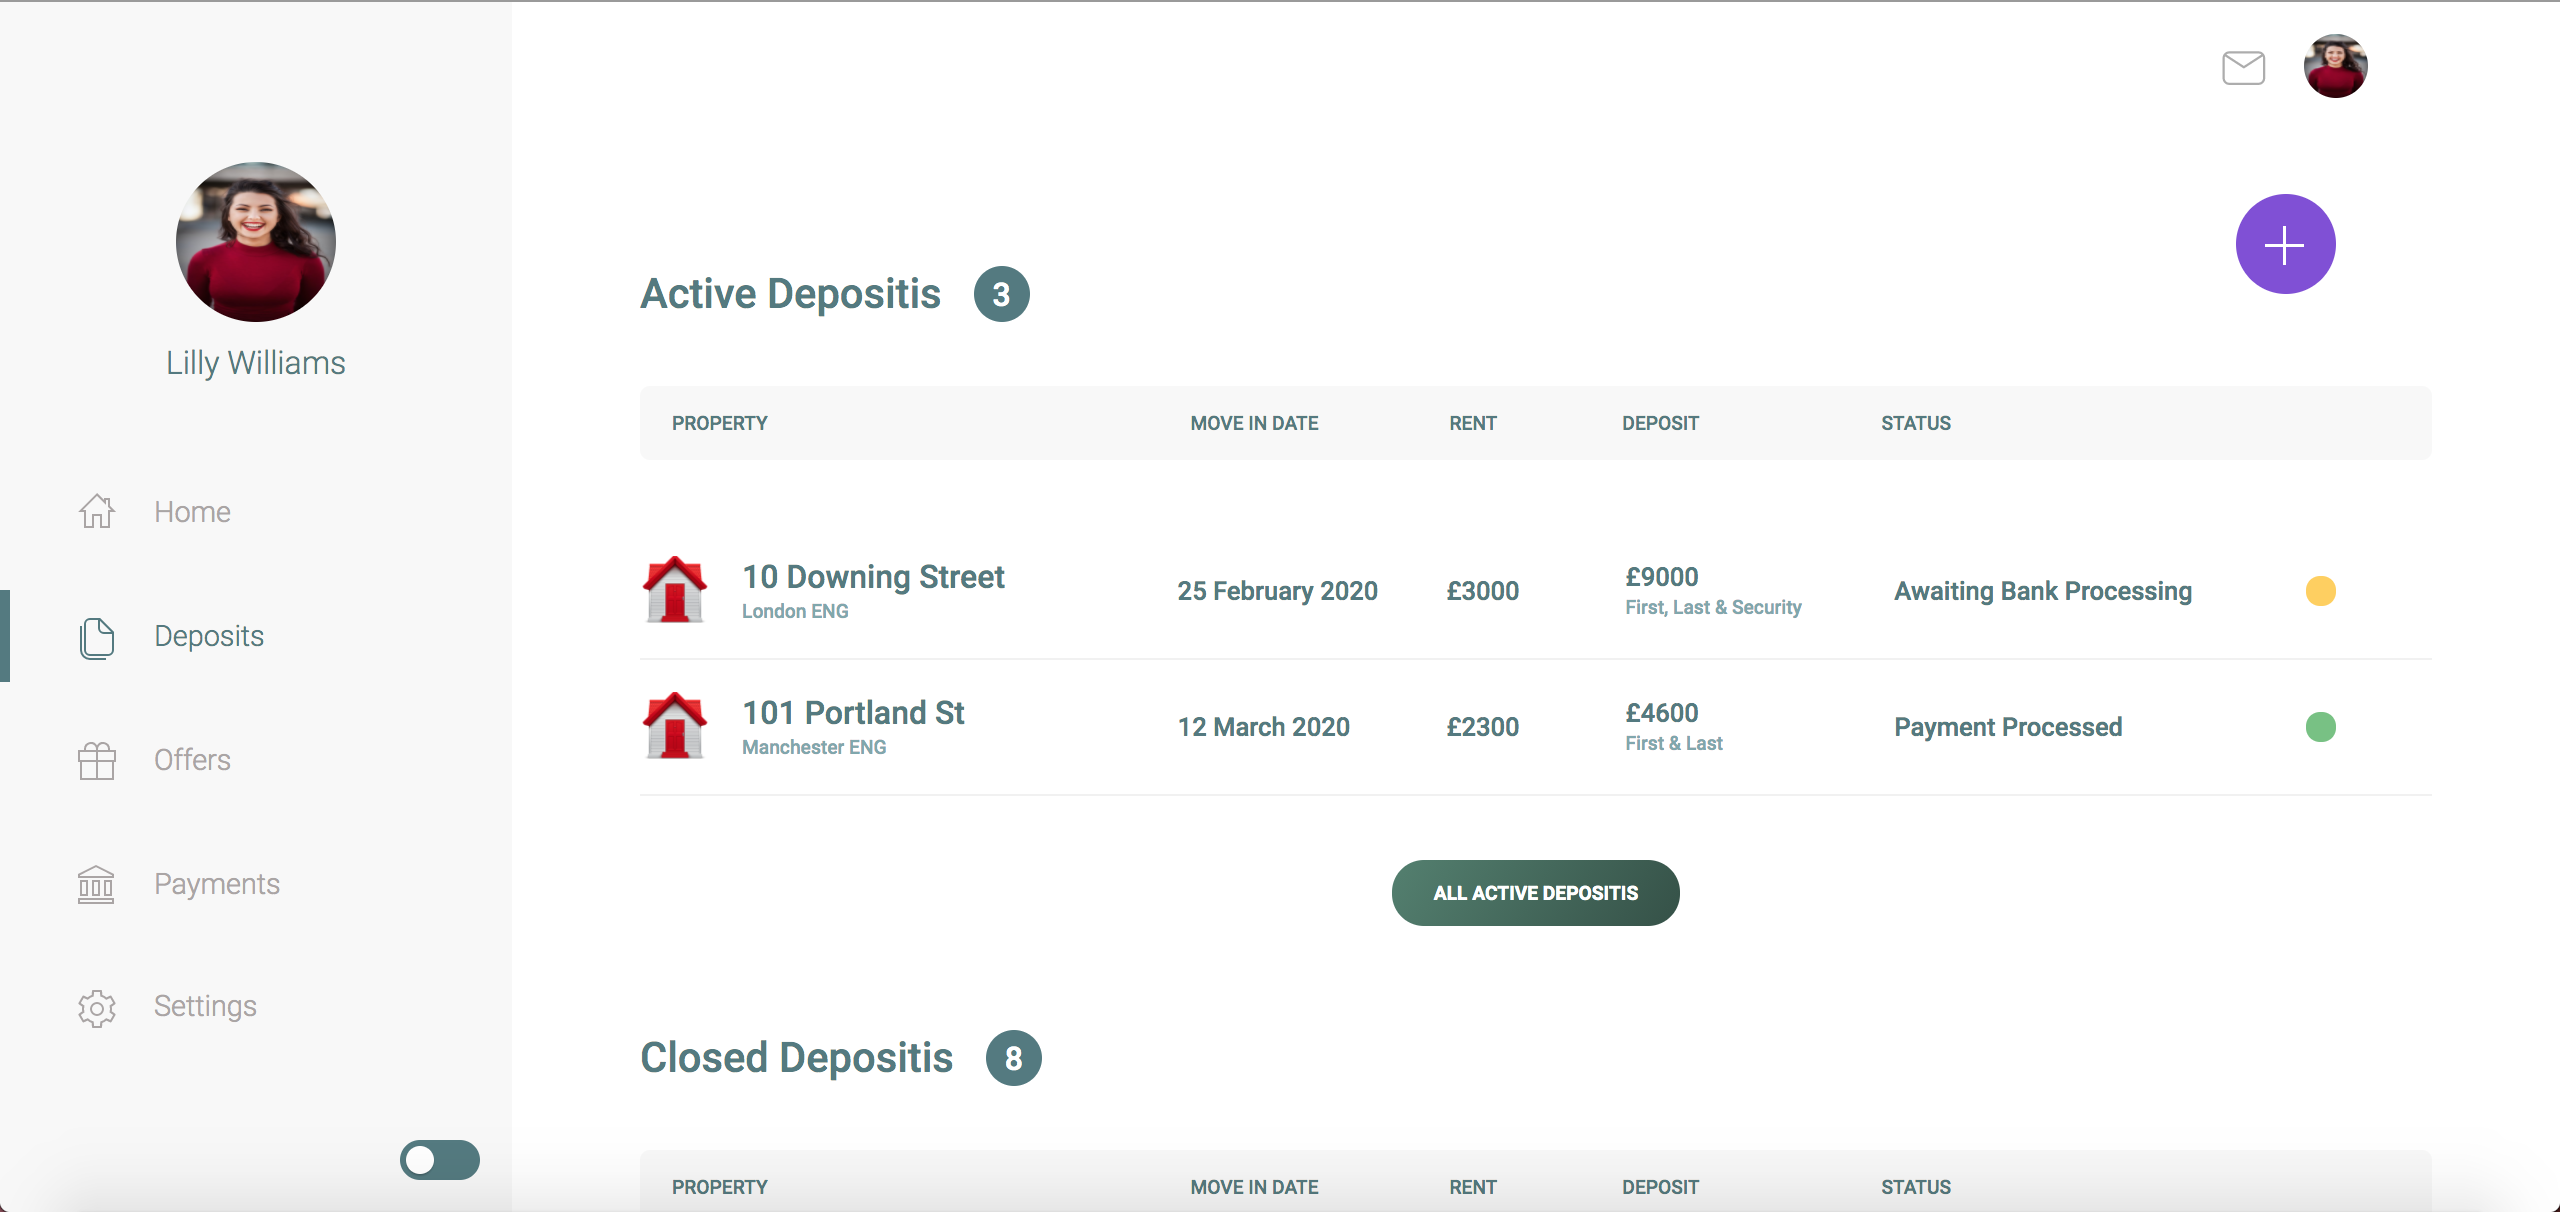 Lilly Williams
Home
Deposits
Offers
Payments
Settings
Active Depositis 3
PROPERTY MOVE IN DATE RENT DEPOSIT STATUS
10 Downing Street
London ENG
25 February 2020
£3000
£9000
First, Last & Security
Awaiting Bank Processing
101 Portland St
Manchester ENG
12 March 2020
£2300
£4600
First & Last
Payment Processed
ALL ACTIVE DEPOSITIS
Closed Depositis 8
PROPERTY MOVE IN DATE RENT DEPOSIT STATUS